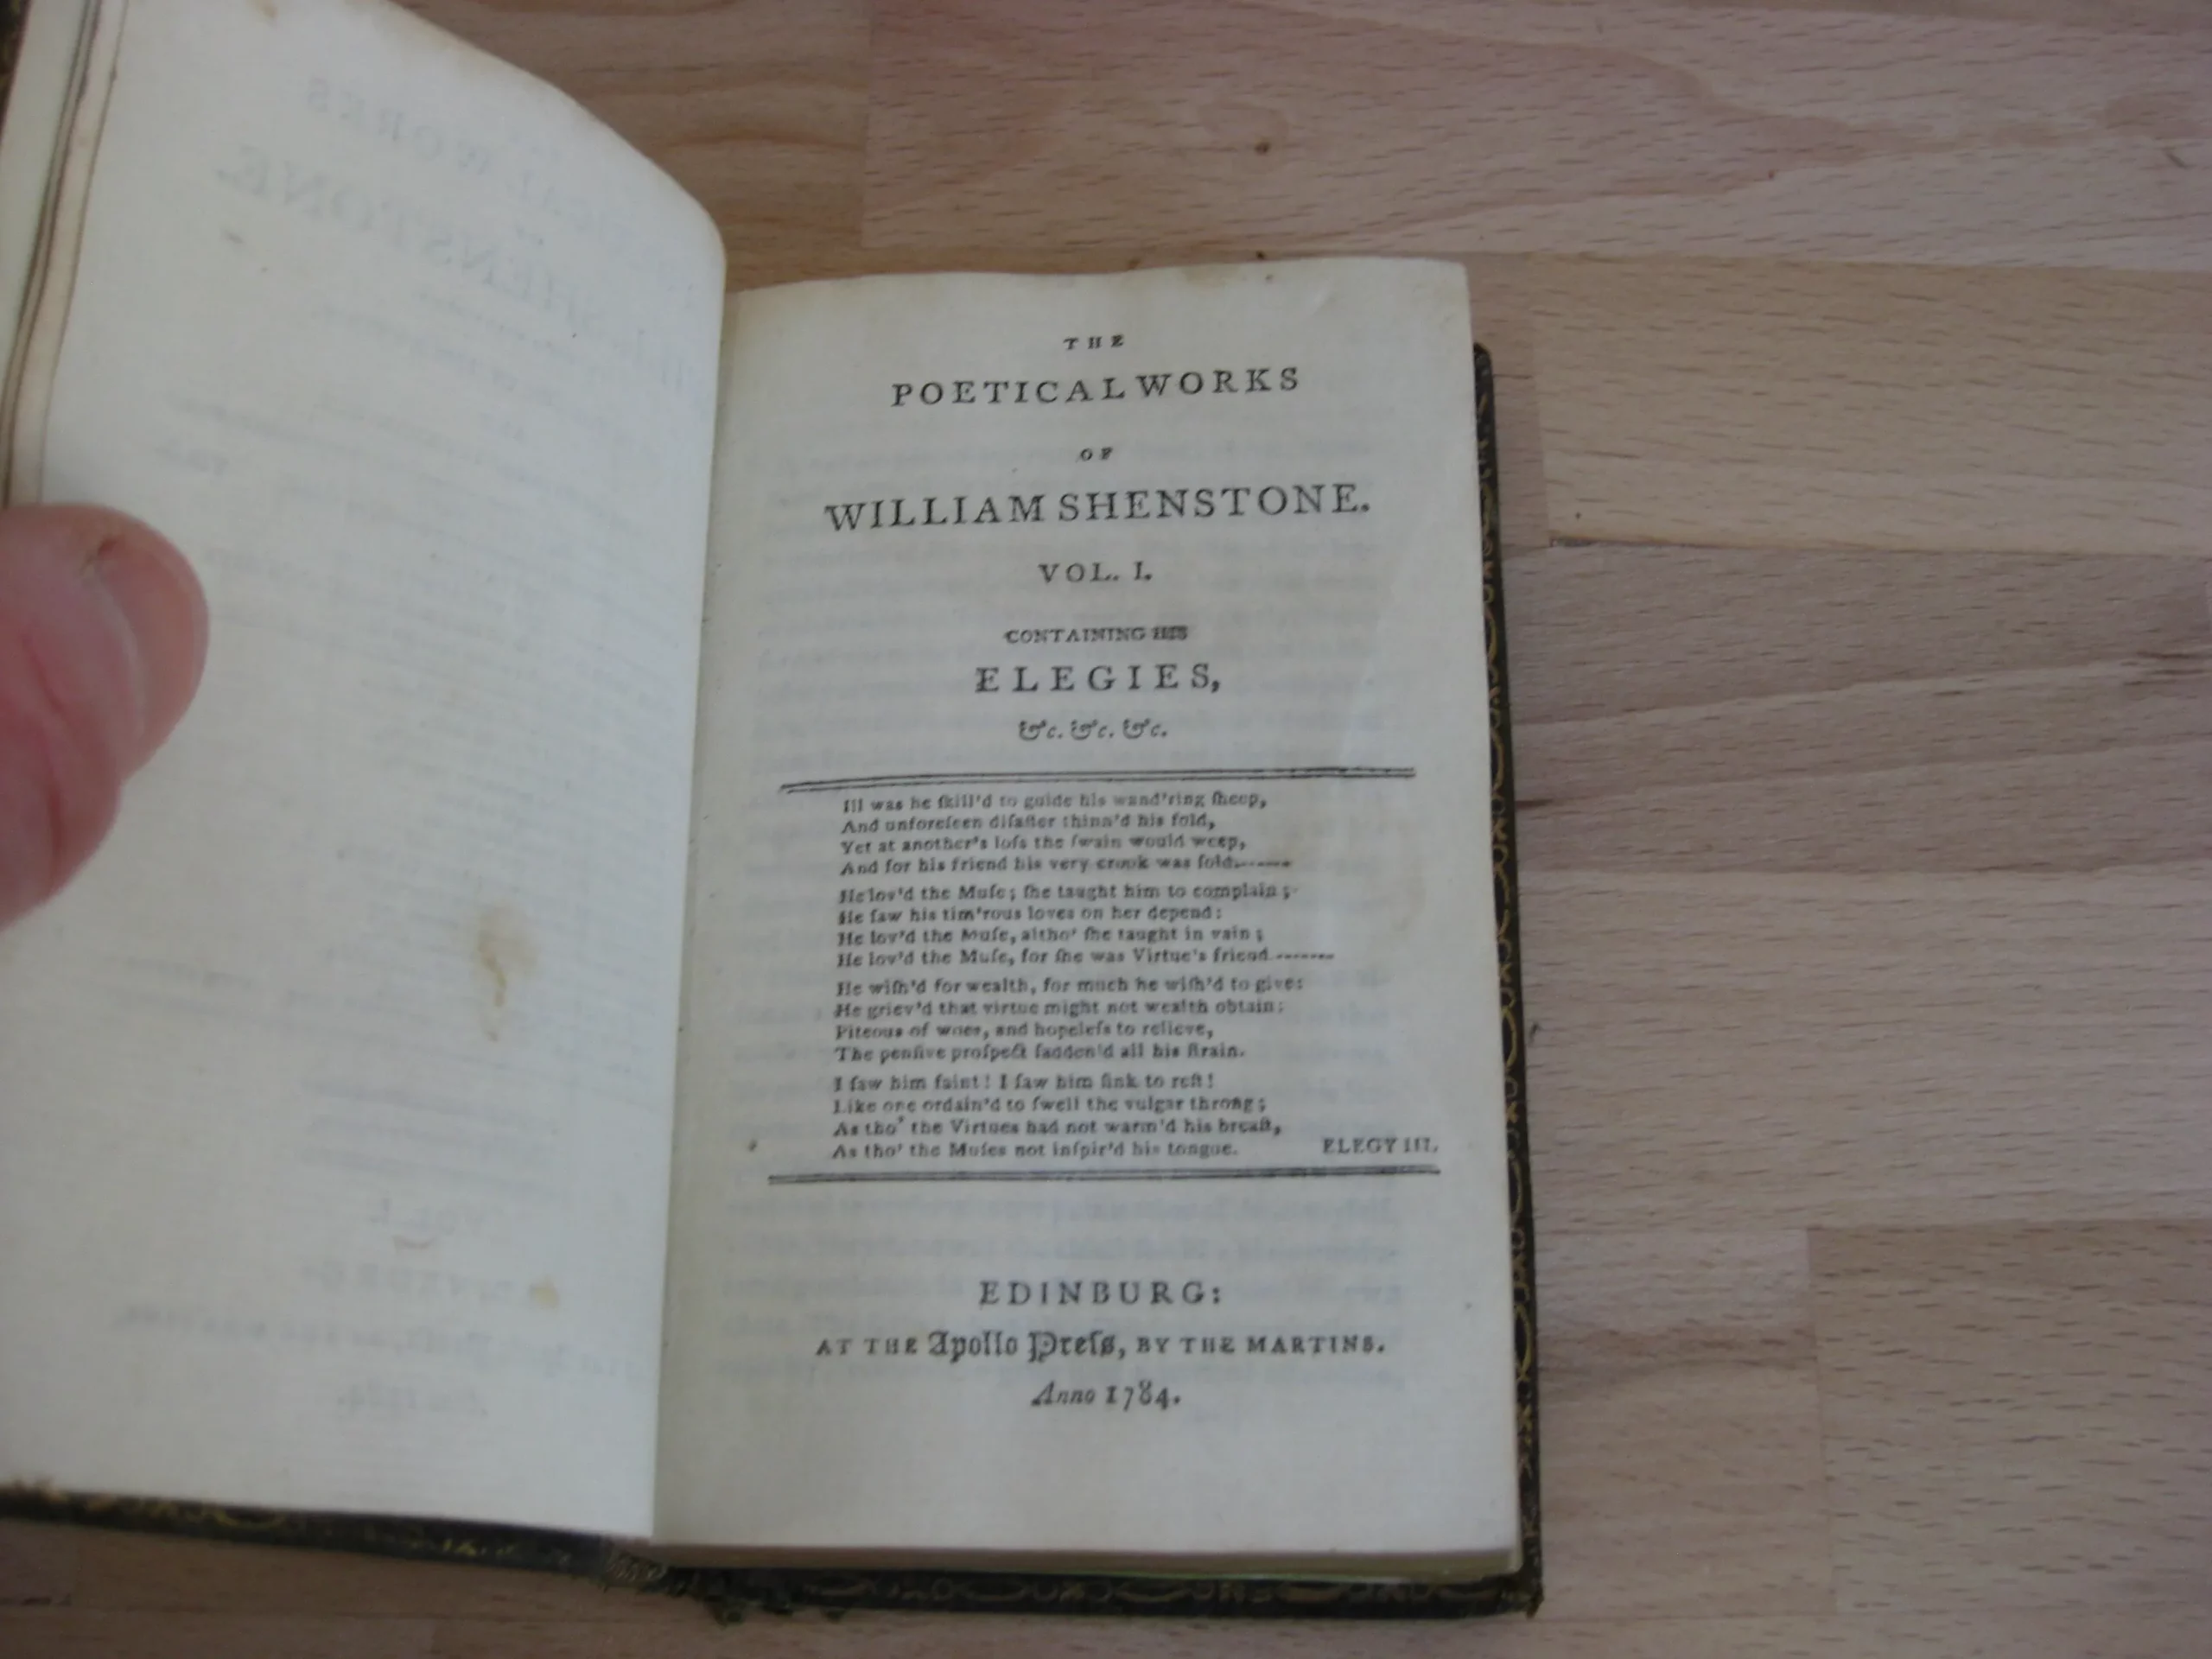 THE
POETICAL WORKS
OF
WILLIAM SHENSTONE.
VOL. I.
CONTAINING HIS
ELEGIES,
&c. &c. &c.
Ill was he ſkill'd to guide his wand'ring ſheep,
And unforeſeen diſaſter thinn'd his fold,
Yet at another's loſs the ſwain would weep,
And for his friend his very crook was ſold.------
He lov'd the Muſe; ſhe taught him to complain;
He ſaw his tim'rous loves on her depend:
He lov'd the Muſe, altho' ſhe taught in vain;
He lov'd the Muſe, for ſhe was Virtue's friend.-------
He wiſh'd for wealth, for much he wiſh'd to give:
He griev'd that virtue might not wealth obtain:
Piteous of woes, and hopeleſs to relieve,
The penſive proſpect ſadden'd all his ſtrain.
I ſaw him faint! I ſaw him ſink to reſt!
Like one ordain'd to ſwell the vulgar throng;
As tho' the Virtues had not warm'd his breaſt,
As tho' the Muſes not inſpir'd his tongue. ELEGY III.
EDINBURG:
AT THE Apollo Preſs, BY THE MARTINS.
Anno 1784.